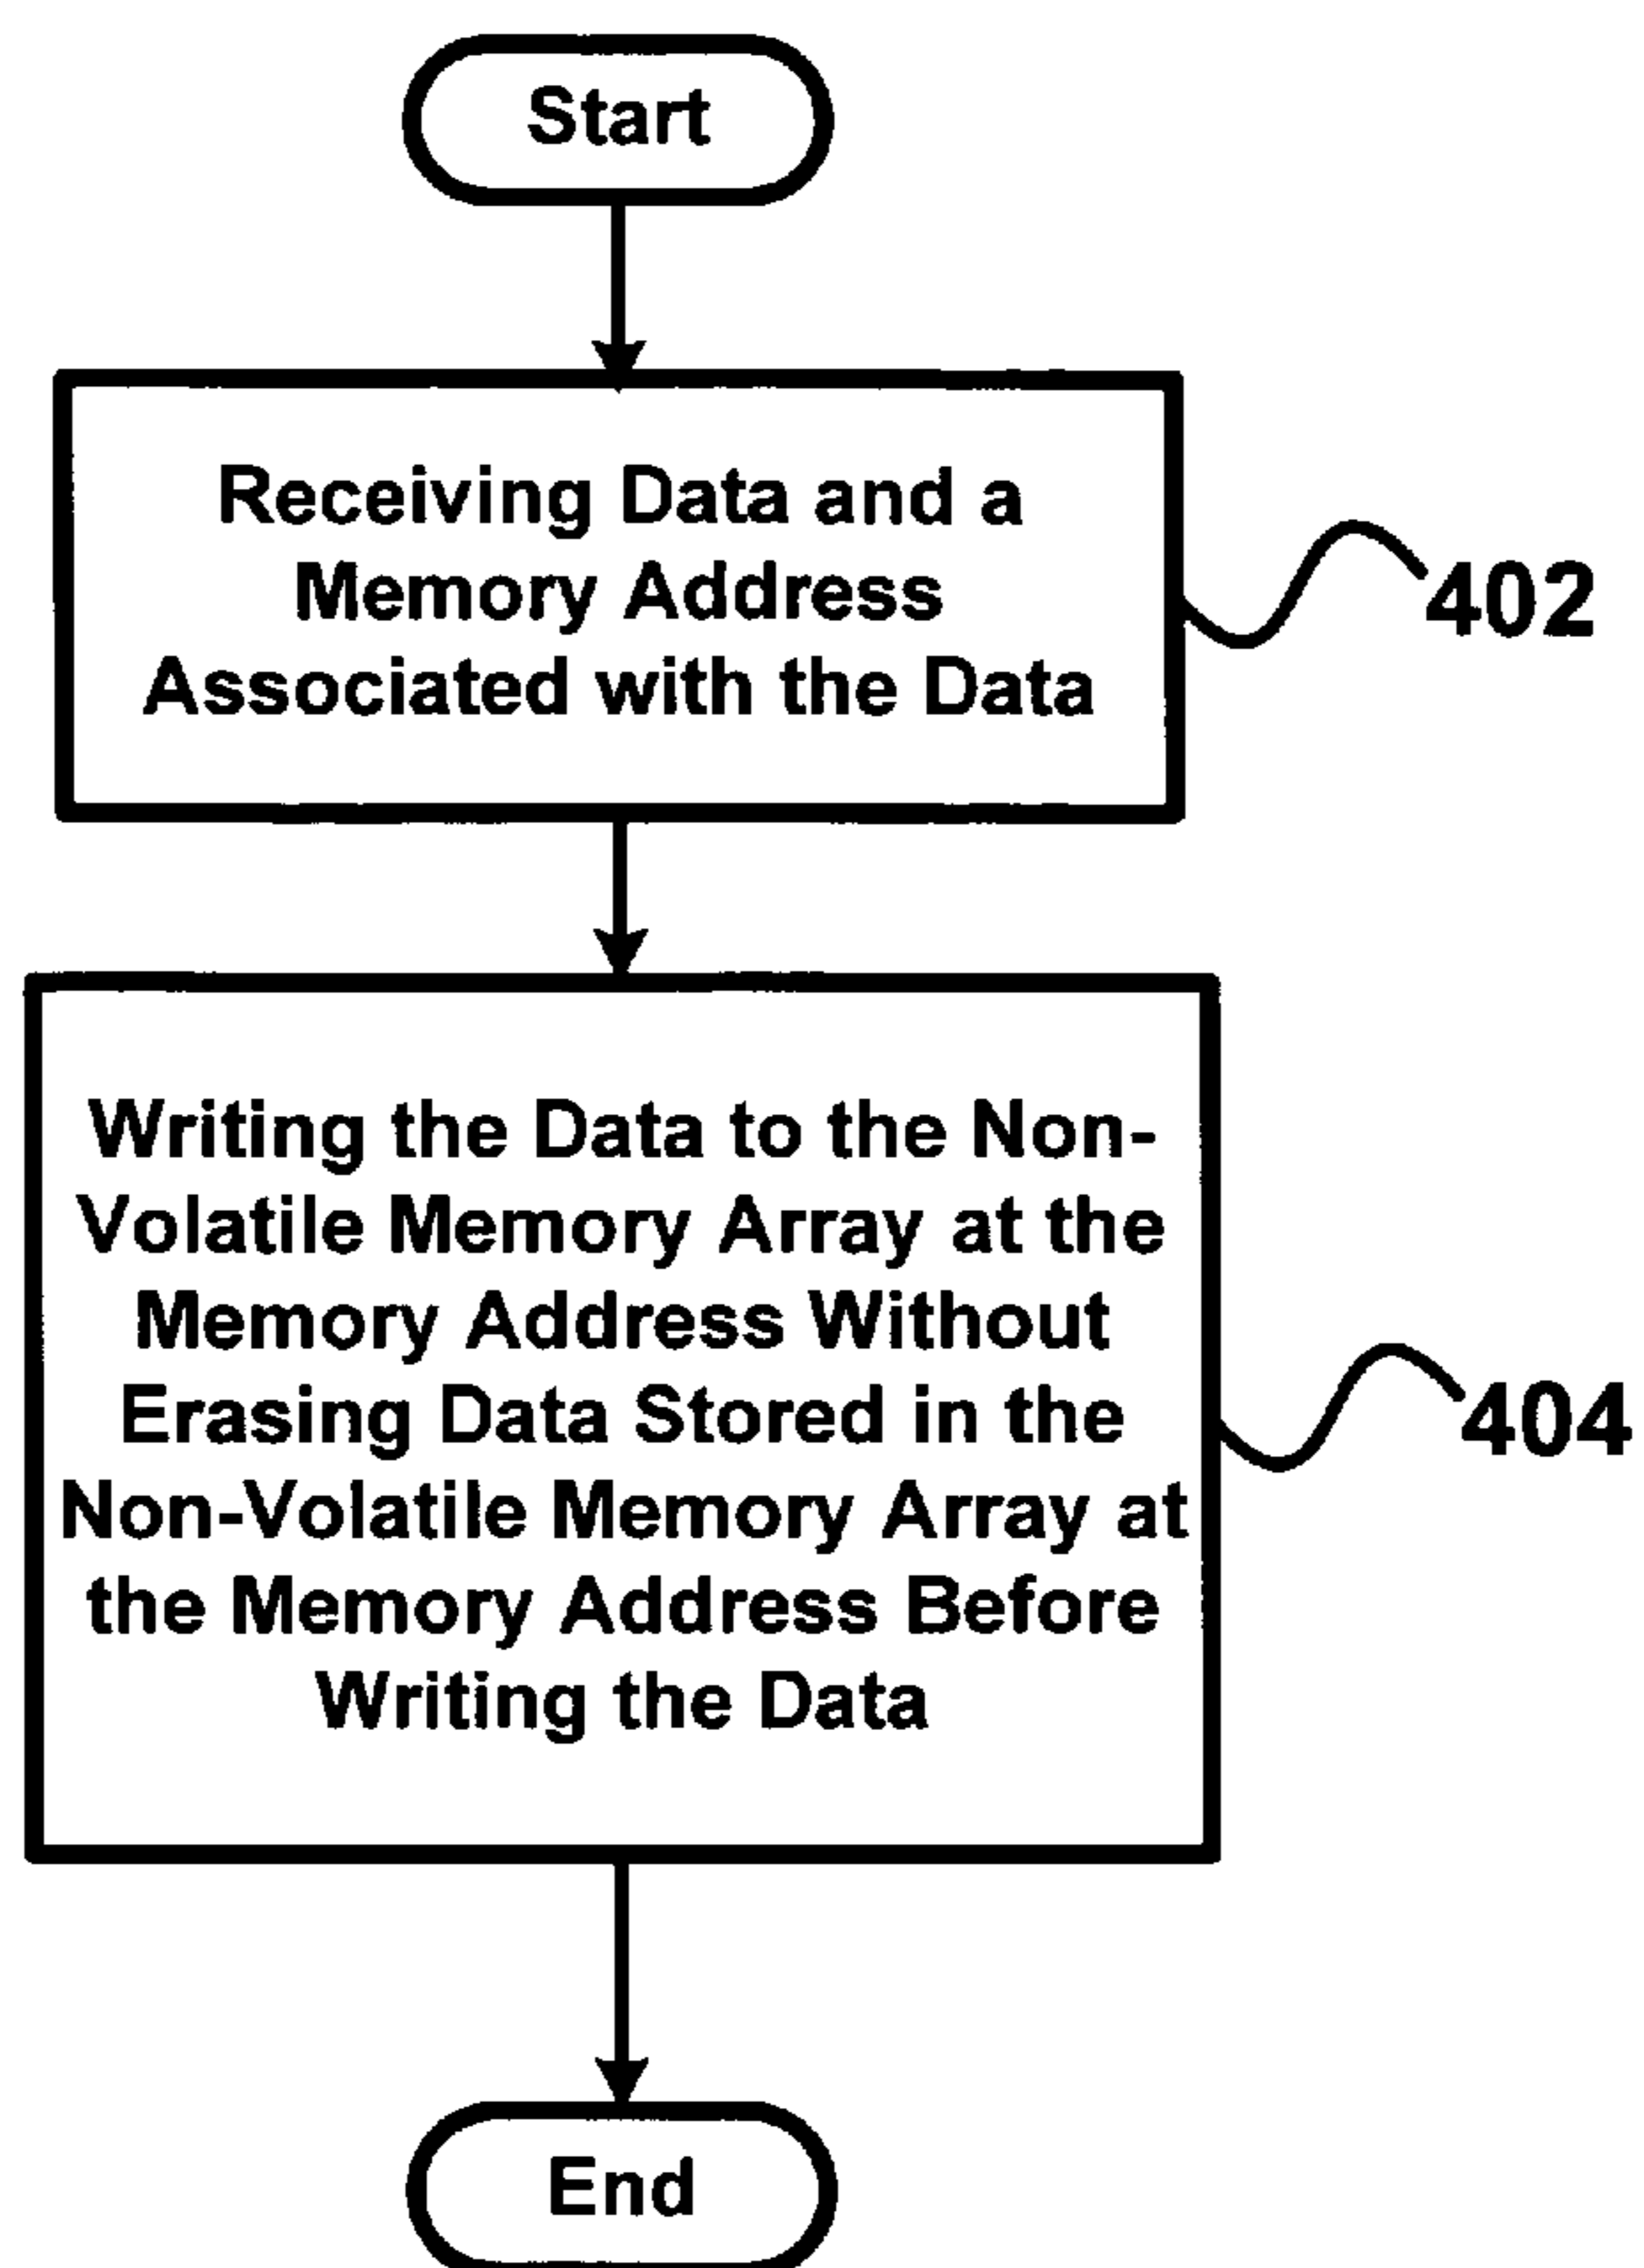 Start
Receiving Data and a
Memory Address
Associated with the Data
402
Writing the Data to the Non-
Volatile Memory Array at the
Memory Address Without
Erasing Data Stored in the
Non-Volatile Memory Array at
the Memory Address Before
Writing the Data
404
End